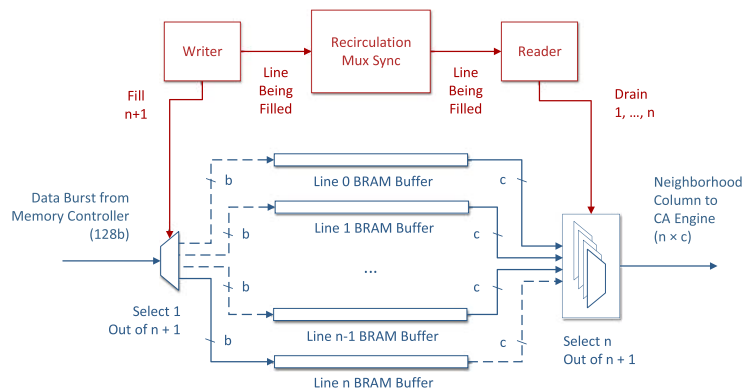 Writer
Recirculation
Mux Sync
Reader
Line
Being
Filled
Line
Being
Filled
Fill
n+1
Drain
1, ..., n
Data Burst from
Memory Controller
(128b)
b
Line 0 BRAM Buffer
c
b
Line 1 BRAM Buffer
c
...
b
Line n-1 BRAM Buffer
c
b
Line n BRAM Buffer
c
Select 1
Out of n + 1
Neighborhood
Column to
CA Engine
(n × c)
Select n
Out of n + 1